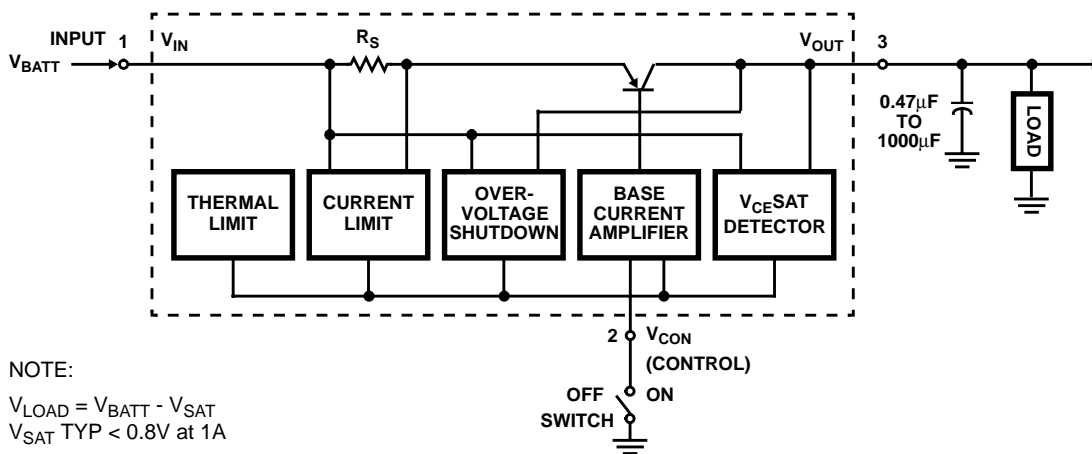 INPUT 1
V_BATT
V_IN
R_S
V_OUT
3
0.47µF
TO
1000µF
LOAD
THERMAL
LIMIT
CURRENT
LIMIT
OVER-
VOLTAGE
SHUTDOWN
BASE
CURRENT
AMPLIFIER
V_CESAT
DETECTOR
2
V_CON
(CONTROL)
OFF
ON
SWITCH
NOTE:
V_LOAD = V_BATT - V_SAT
V_SAT TYP < 0.8V at 1A